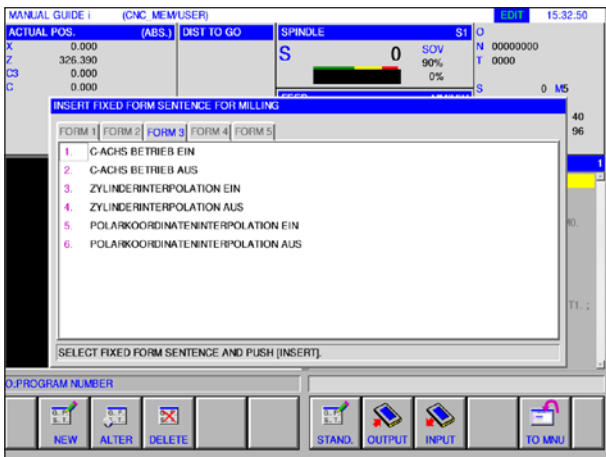 MANUAL GUIDE i (CNC_MEM/USER) EDIT 15.32.50
ACTUAL POS. (ABS.) DIST TO GO SPINDLE S1 O
X 0.000 S 0 SOV 90% N 00000000
Z 326.390 T 0000
C3 0.000 0%
C 0.000 S 0 M5
INSERT FIXED FORM SENTENCE FOR MILLING
40
96
FORM 1 FORM 2 FORM 3 FORM 4 FORM 5
1. C-ACHS BETRIEB EIN
2. C-ACHS BETRIEB AUS
3. ZYLINDERINTERPOLATION EIN
4. ZYLINDERINTERPOLATION AUS
5. POLARKOORDINATENINTERPOLATION EIN
6. POLARKOORDINATENINTERPOLATION AUS
1
T1. ;
SELECT FIXED FORM SENTENCE AND PUSH [INSERT].
O:PROGRAM NUMBER
NEW ALTER DELETE STAND. OUTPUT INPUT TO MNU